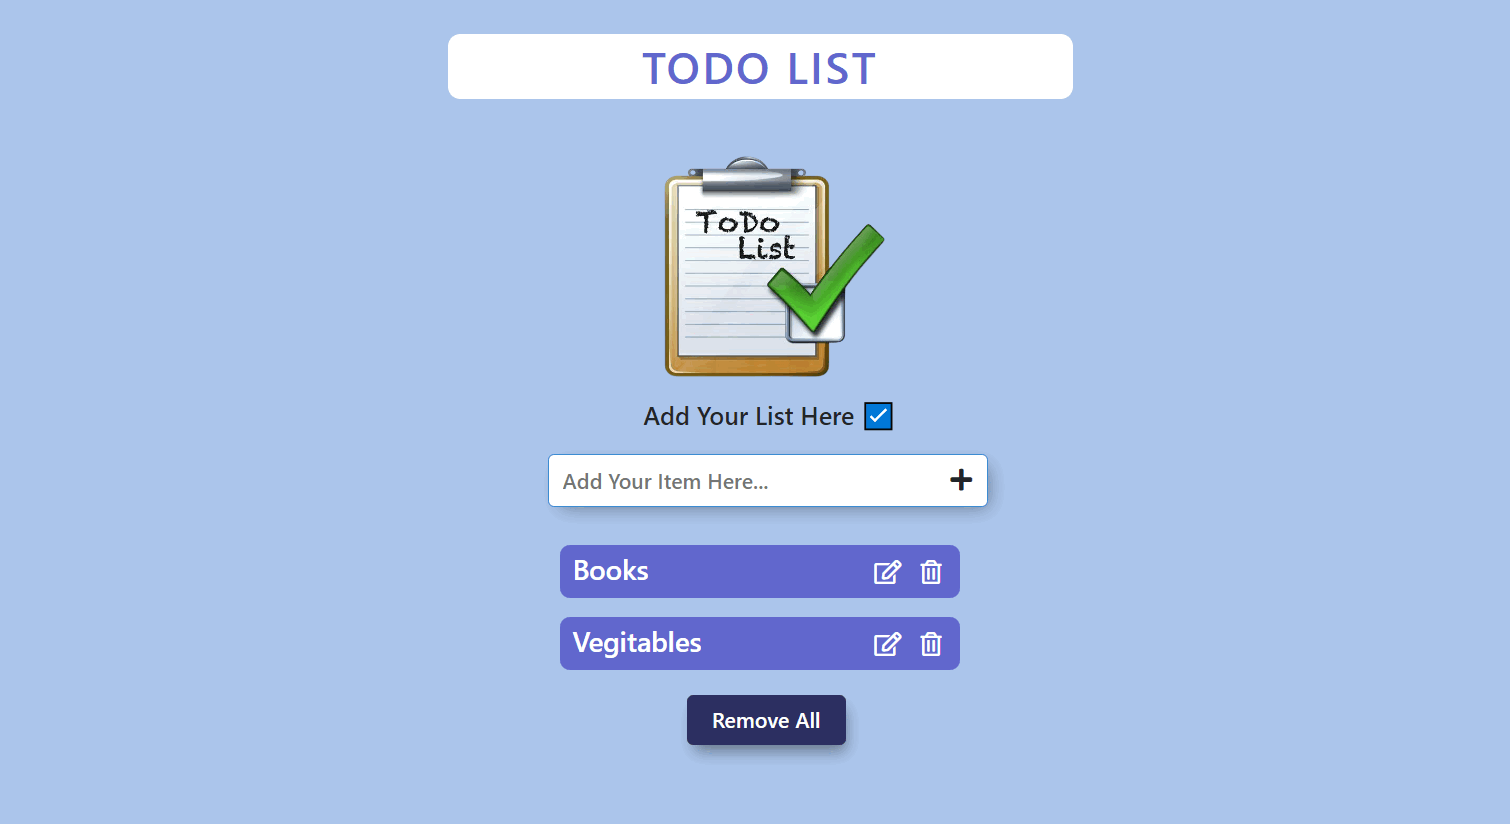 TODO LIST
ToDo
List
Add Your List Here
Add Your Item Here...
Books
Vegitables
Remove All